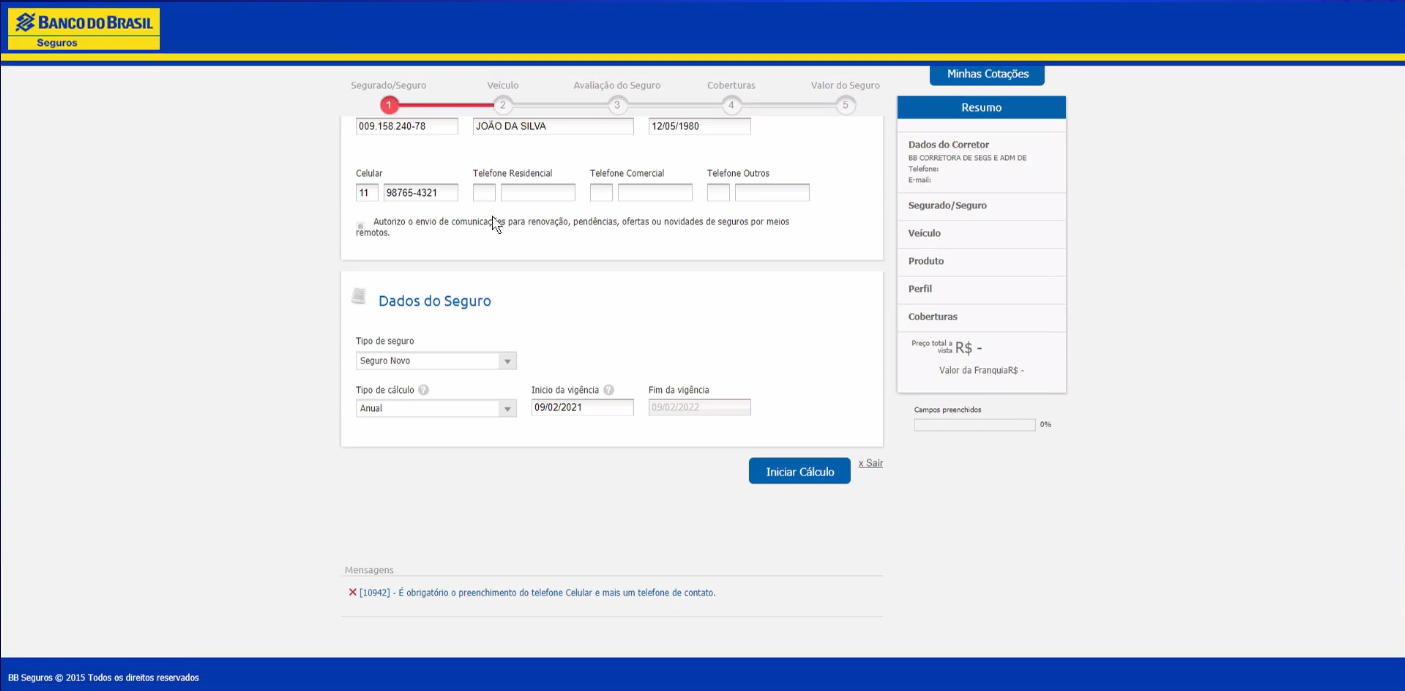 BANCO DO BRASIL
Seguros
Minhas Cotações
Segurado/Seguro
Veículo
Avaliação do Seguro
Coberturas
Valor do Seguro
1
2
3
4
5
009.158.240-78
JOÃO DA SILVA
12/05/1980
Celular
Telefone Residencial
Telefone Comercial
Telefone Outros
11
98765-4321
Autorizo o envio de comunicações para renovação, pendências, ofertas ou novidades de seguros por meios
remotos.
Dados do Seguro
Tipo de seguro
Seguro Novo
Tipo de cálculo ?
Inicio da vigência ?
Fim da vigência
Anual
09/02/2021
09/02/2022
Iniciar Cálculo
x Sair
Resumo
Dados do Corretor
BB CORRETORA DE SEGS E ADM DE
Telefone:
E-mail:
Segurado/Seguro
Veículo
Produto
Perfil
Coberturas
Preço total a
vista R$ -
Valor da FranquiaR$ -
Campos preenchidos
0%
Mensagens
[10942] - É obrigatório o preenchimento do telefone Celular e mais um telefone de contato.
BB Seguros © 2015 Todos os direitos reservados